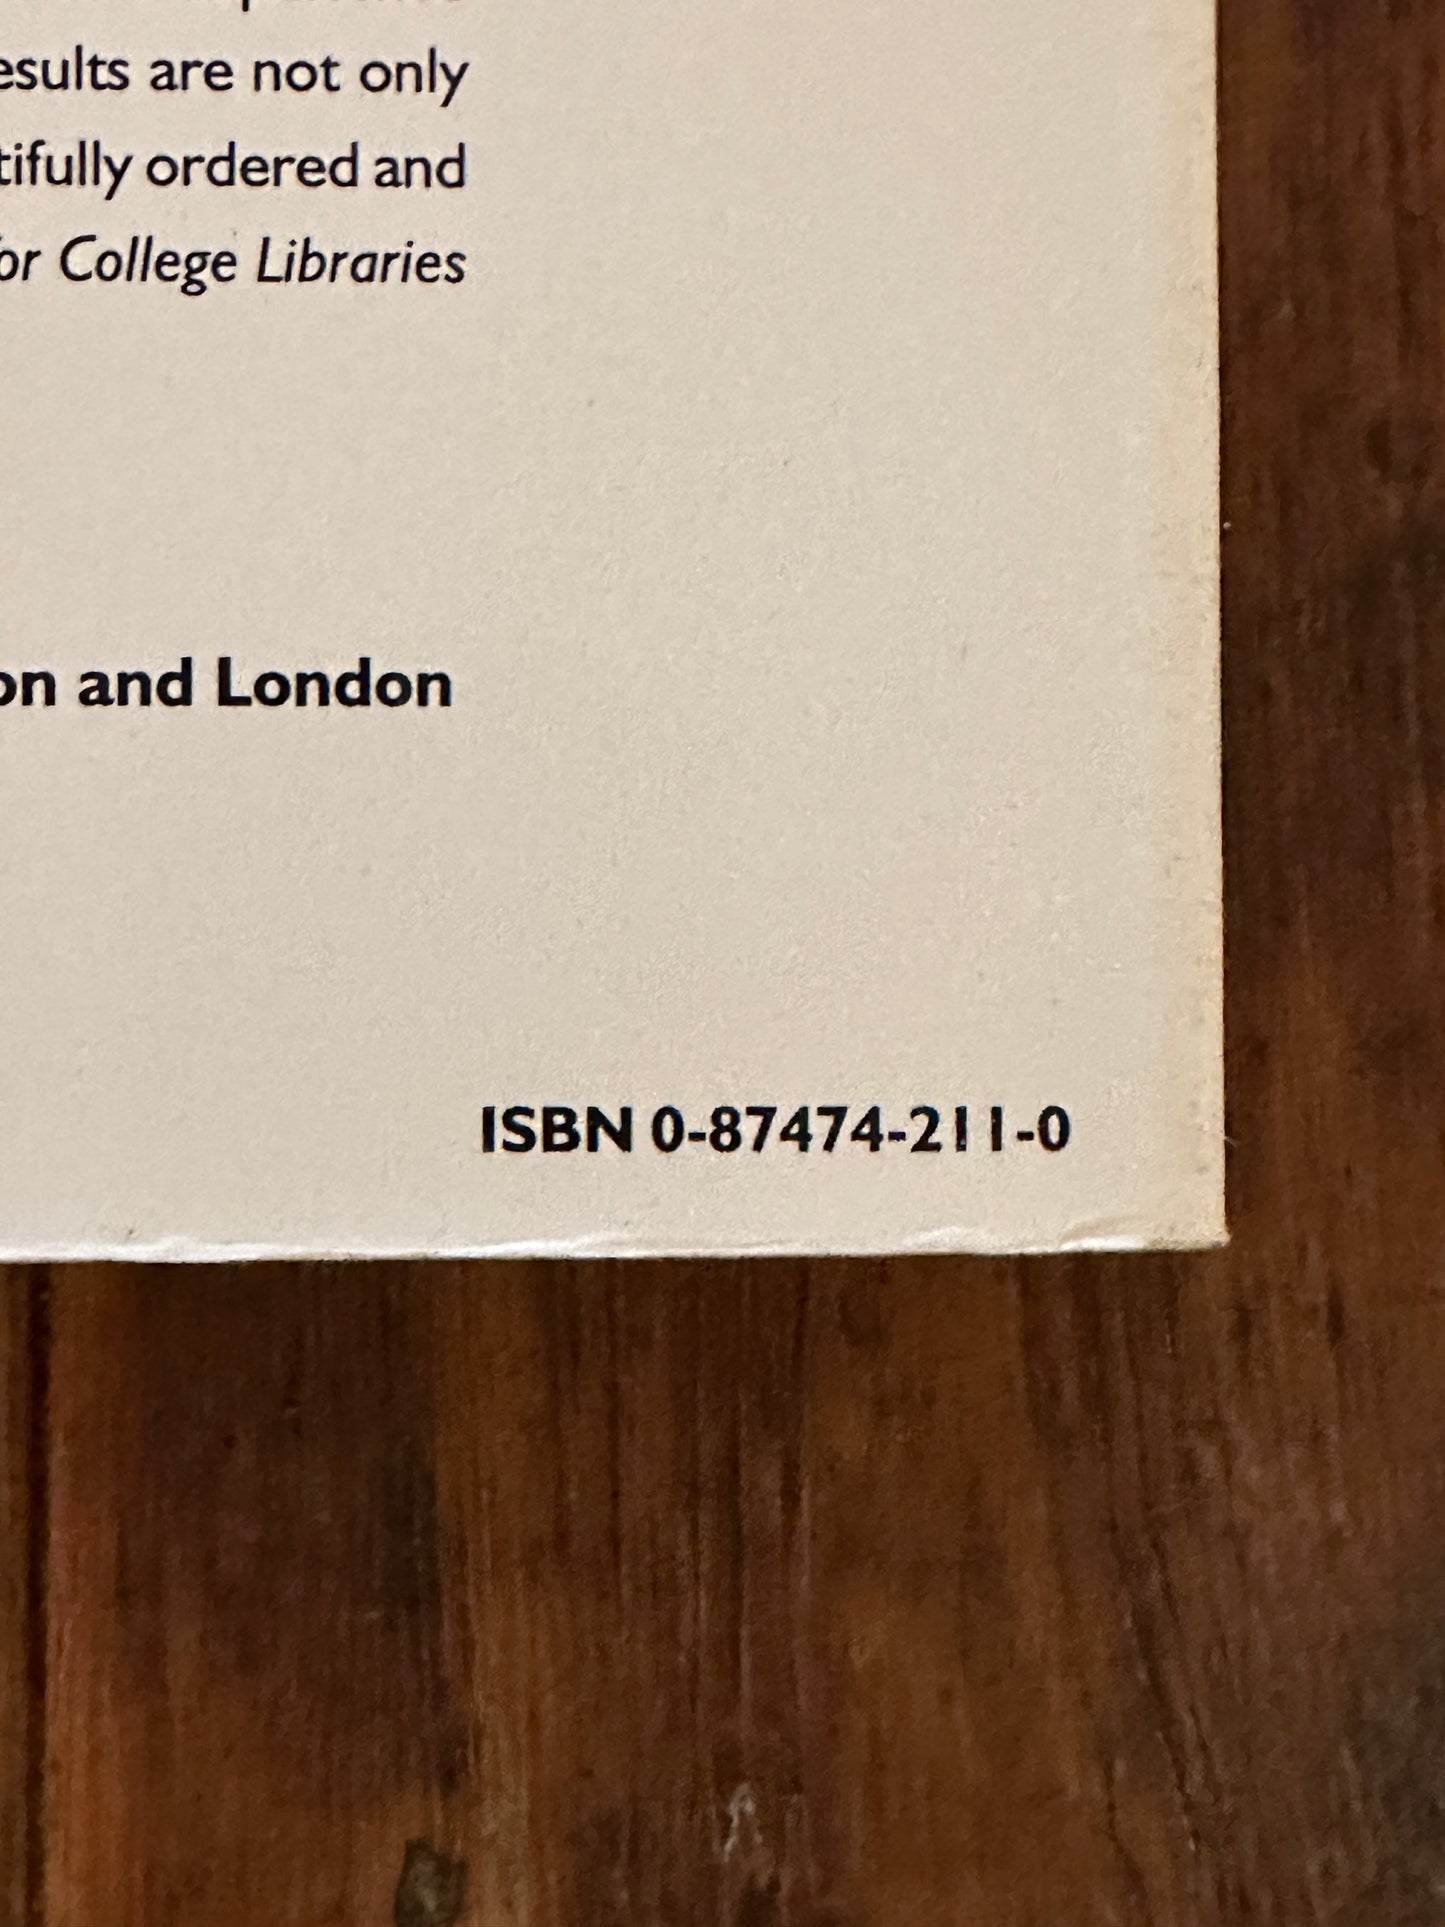 esults are not only
tifully ordered and
or College Libraries
on and London
ISBN 0-87474-211-0